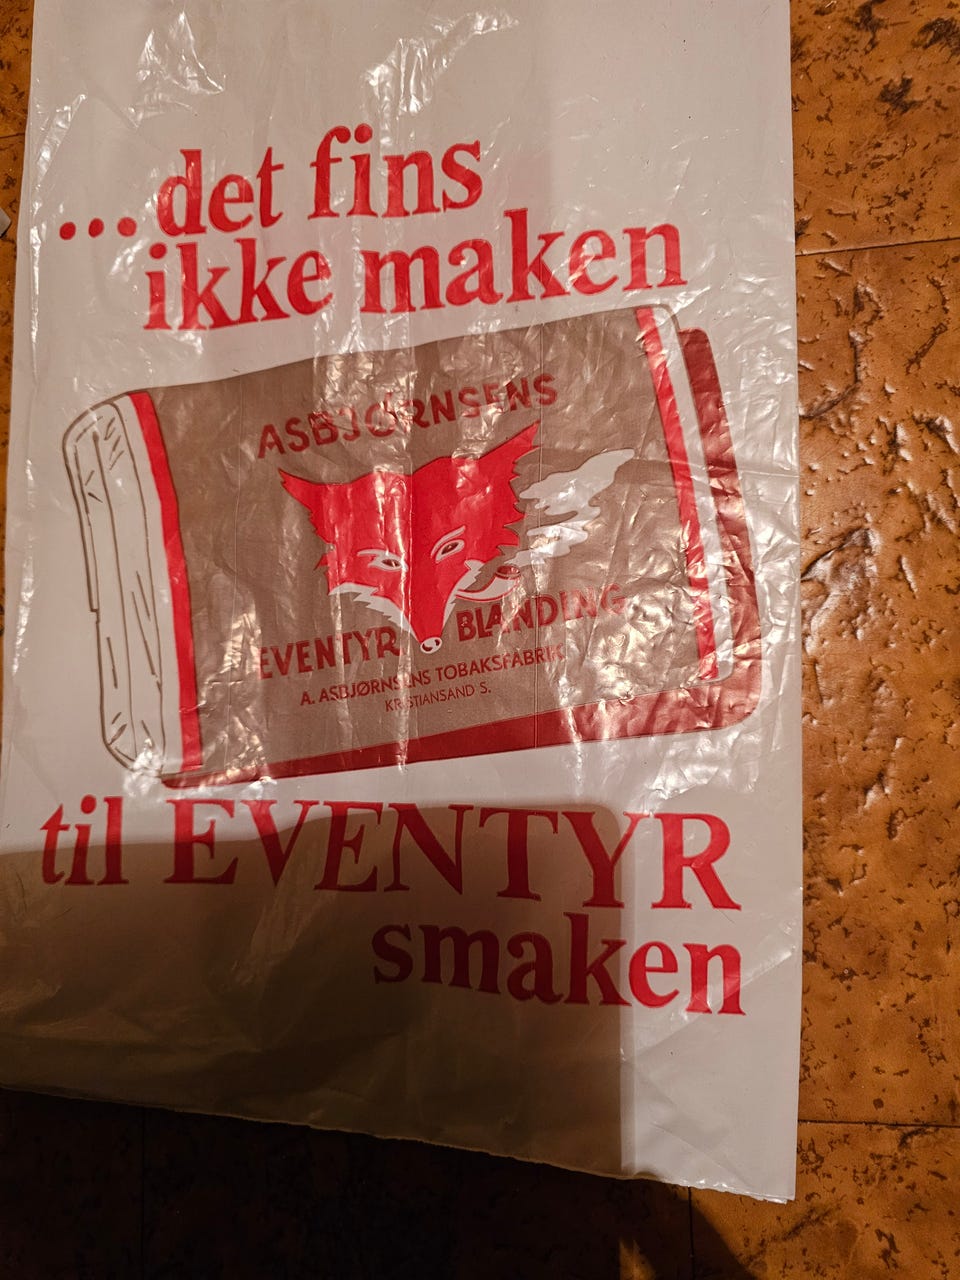 ...det fins
ikke maken
ASBJØRNSENS
EVENTYR BLANDING
A. ASBJØRNSENS TOBAKSFABRIK
KRISTIANSAND S.
til EVENTYR
smaken